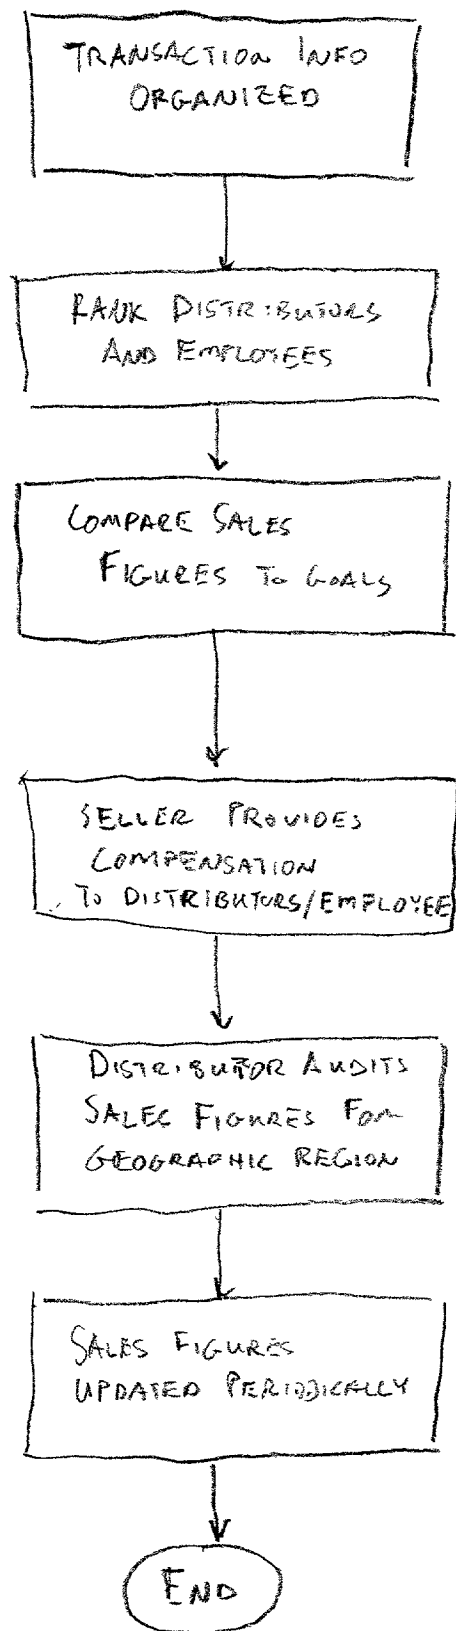 TRANSACTION INFO
ORGANIZED
RANK DISTRIBUTORS
AND EMPLOYEES
COMPARE SALES
FIGURES TO GOALS
SELLER PROVIDES
COMPENSATION
TO DISTRIBUTORS/EMPLOYEE
DISTRIBUTOR AUDITS
SALES FIGURES FOR
GEOGRAPHIC REGION
SALES FIGURES
UPDATED PERIODICALLY
END